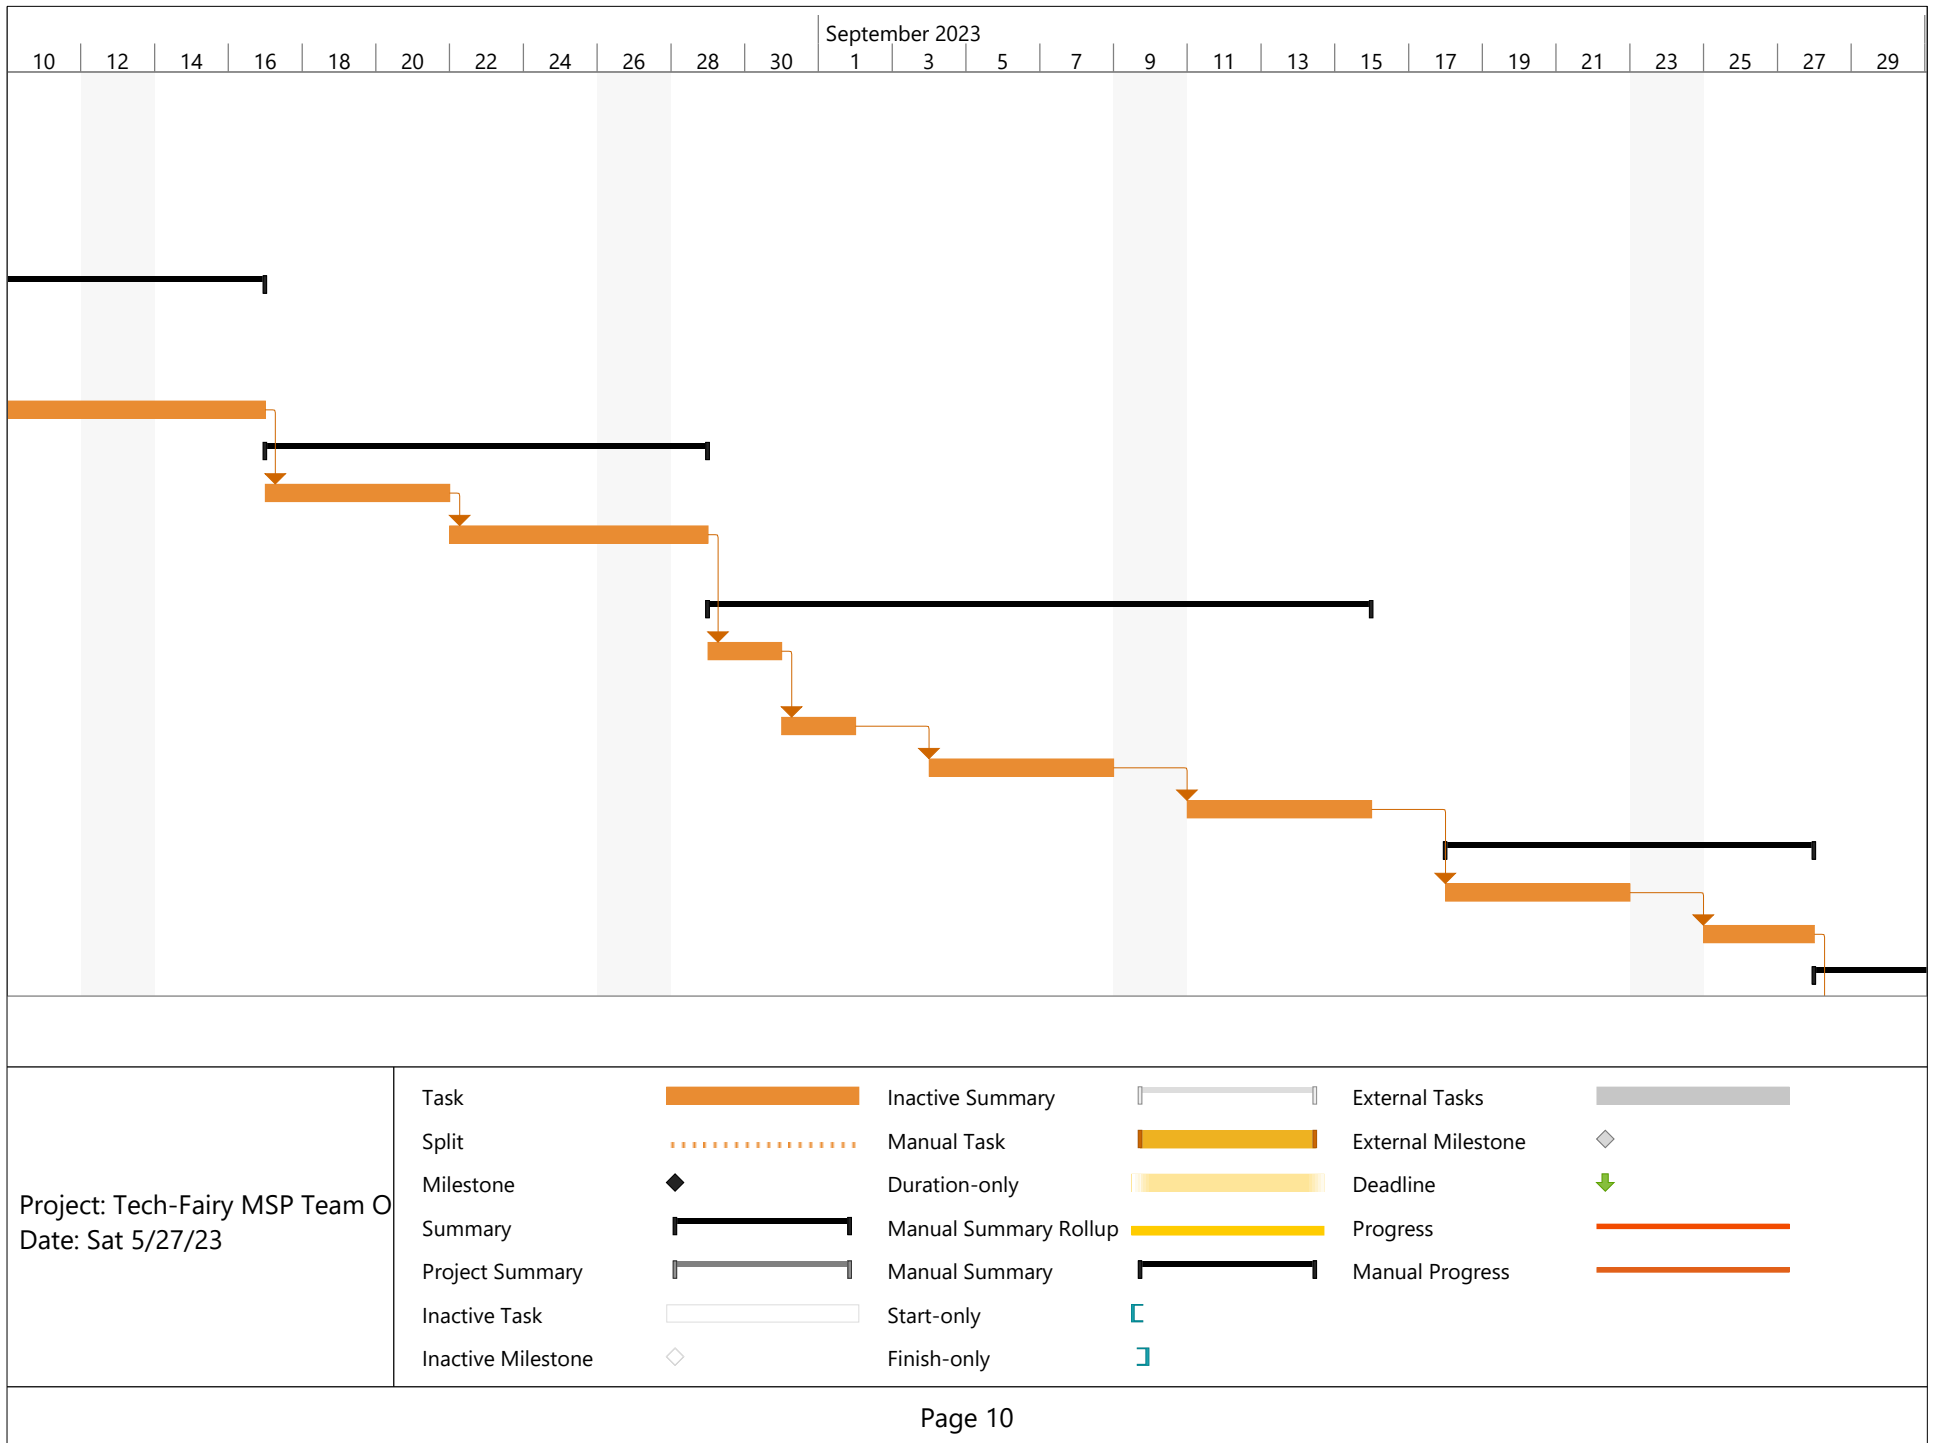 September 2023
10 12 14 16 18 20 22 24 26 28 30 1 3 5 7 9 11 13 15 17 19 21 23 25 27 29
Project: Tech-Fairy MSP Team O
Date: Sat 5/27/23
Task
Split
Milestone
Summary
Project Summary
Inactive Task
Inactive Milestone
Inactive Summary
Manual Task
Duration-only
Manual Summary Rollup
Manual Summary
Start-only
Finish-only
External Tasks
External Milestone
Deadline
Progress
Manual Progress
Page 10